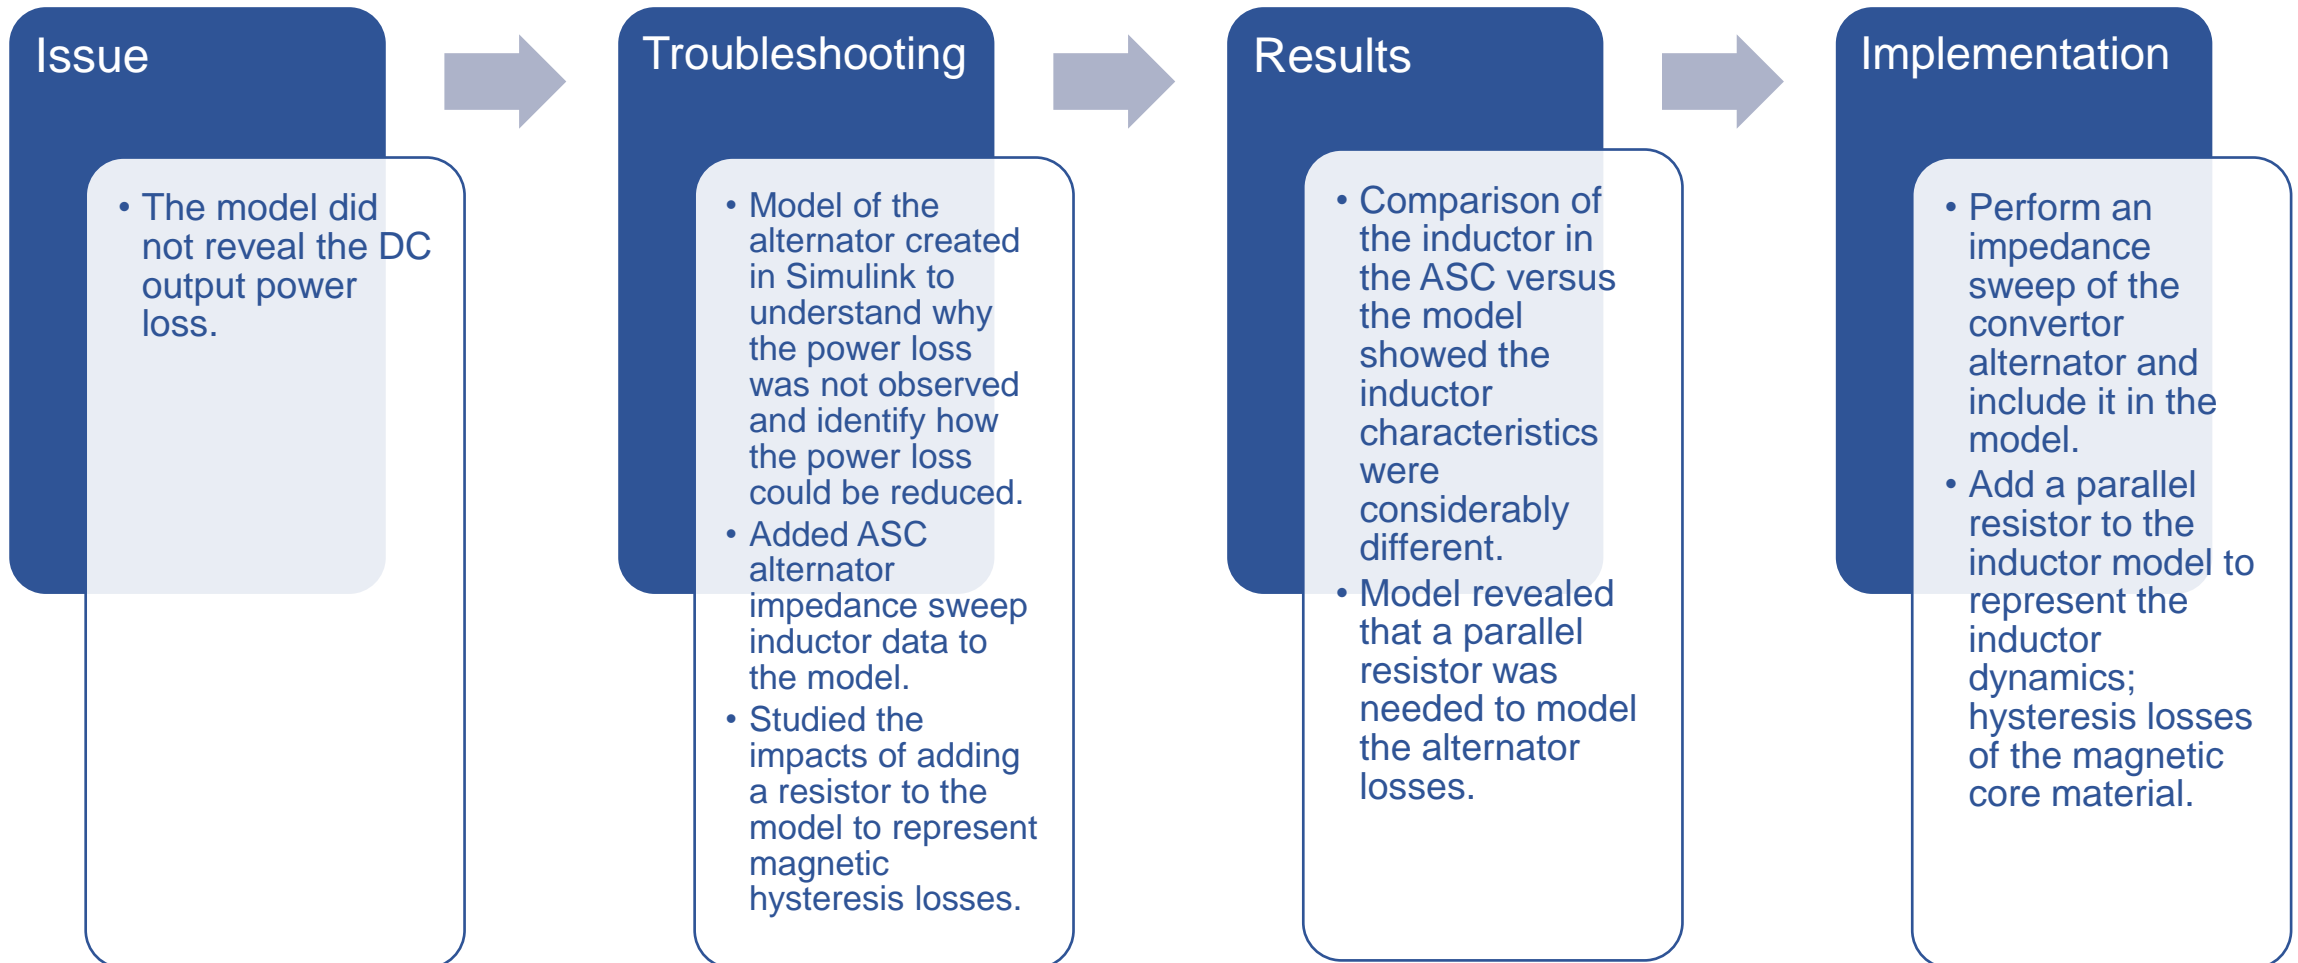 Issue
• The model did
not reveal the DC
output power
loss.
Troubleshooting
• Model of the
alternator created
in Simulink to
understand why
the power loss
was not observed
and identify how
the power loss
could be reduced.
• Added ASC
alternator
impedance sweep
inductor data to
the model.
• Studied the
impacts of adding
a resistor to the
model to represent
magnetic
hysteresis losses.
Results
• Comparison of
the inductor in
the ASC versus
the model
showed the
inductor
characteristics
were
considerably
different.
• Model revealed
that a parallel
resistor was
needed to model
the alternator
losses.
Implementation
• Perform an
impedance
sweep of the
convertor
alternator and
include it in the
model.
• Add a parallel
resistor to the
inductor model to
represent the
inductor
dynamics;
hysteresis losses
of the magnetic
core material.